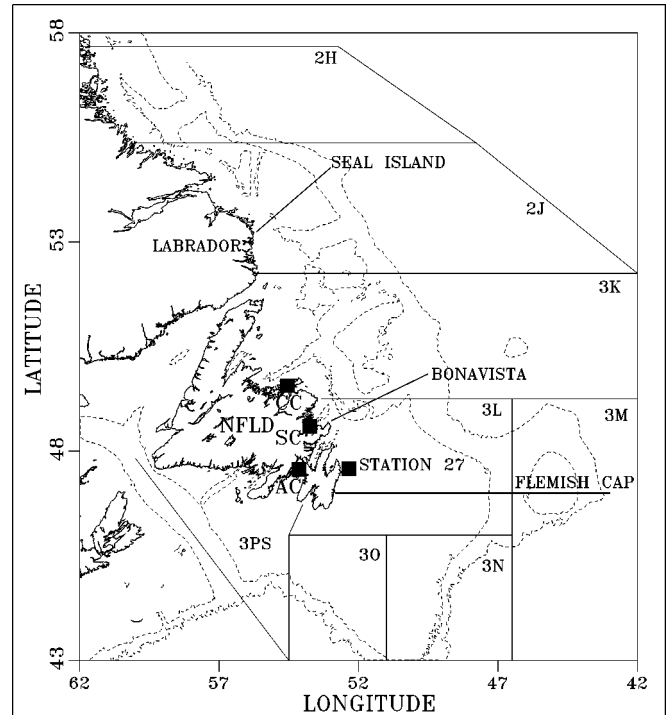 58
2H
SEAL ISLAND
2J
53
LABRADOR
3K
LATITUDE
BONAVISTA
CC
3L
3M
NFLD
SC
48
STATION 27
AC
FLEMISH CAP
3PS
3O
3N
43
62
57
52
47
42
LONGITUDE